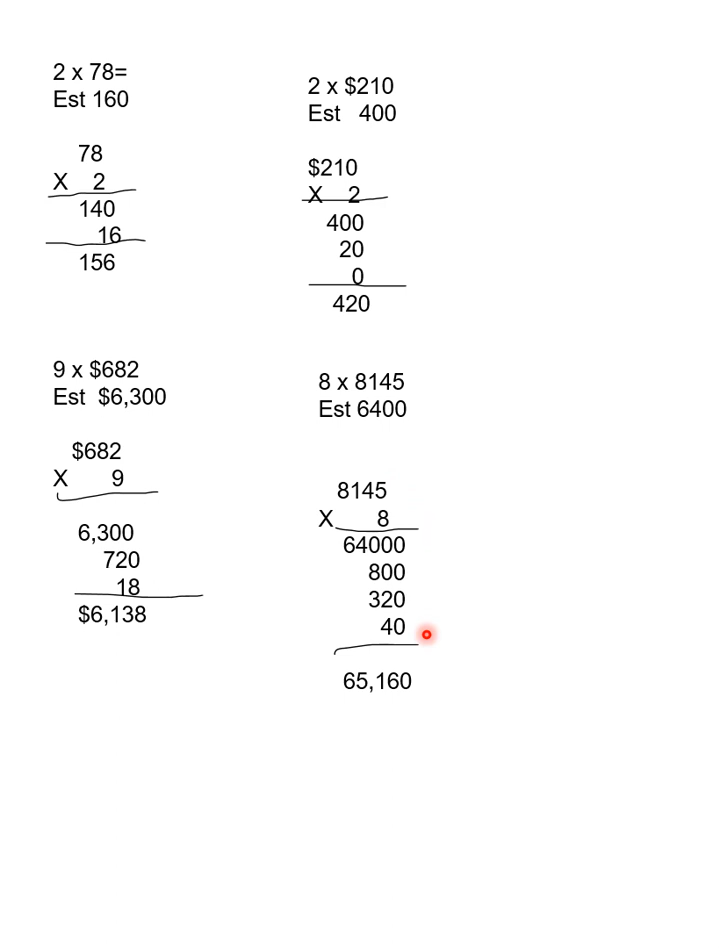 2 x 78=
Est 160
78
X 2
140
16
156
2 x $210
Est 400
$210
X 2
400
20
0
420
9 x $682
Est $6,300
$682
X 9
6,300
720
18
$6,138
8 x 8145
Est 6400
8145
X 8
64000
800
320
40
65,160